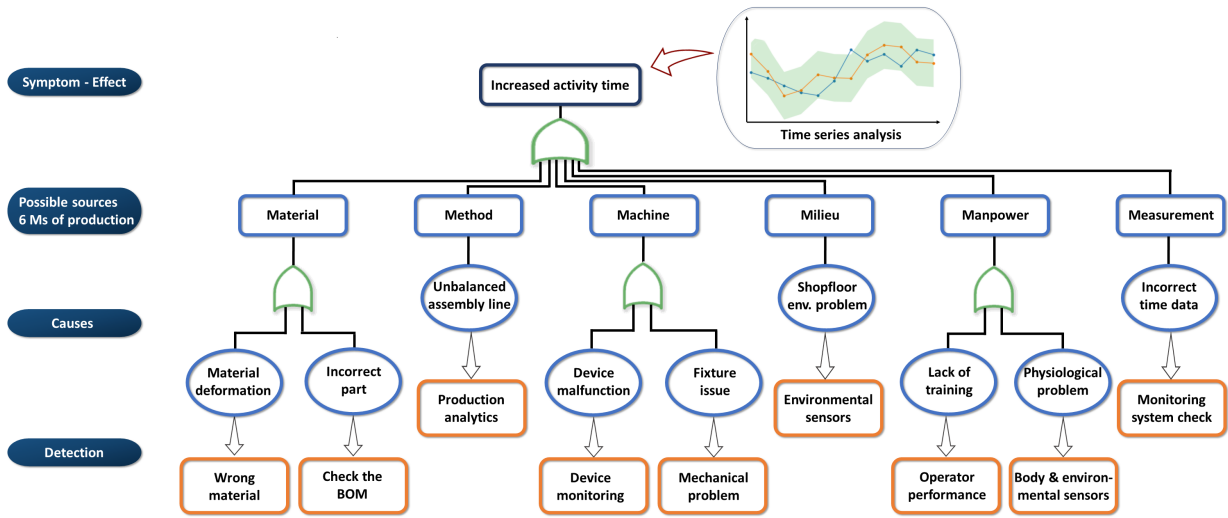 Symptom - Effect
Increased activity time
Time series analysis
Possible sources
6 Ms of production
Material
Method
Machine
Milieu
Manpower
Measurement
Causes
Unbalanced
assembly line
Shopfloor
env. problem
Incorrect
time data
Material
deformation
Incorrect
part
Device
malfunction
Fixture
issue
Lack of
training
Physiological
problem
Production
analytics
Environmental
sensors
Monitoring
system check
Detection
Wrong
material
Check the
BOM
Device
monitoring
Mechanical
problem
Operator
performance
Body & environ-
mental sensors